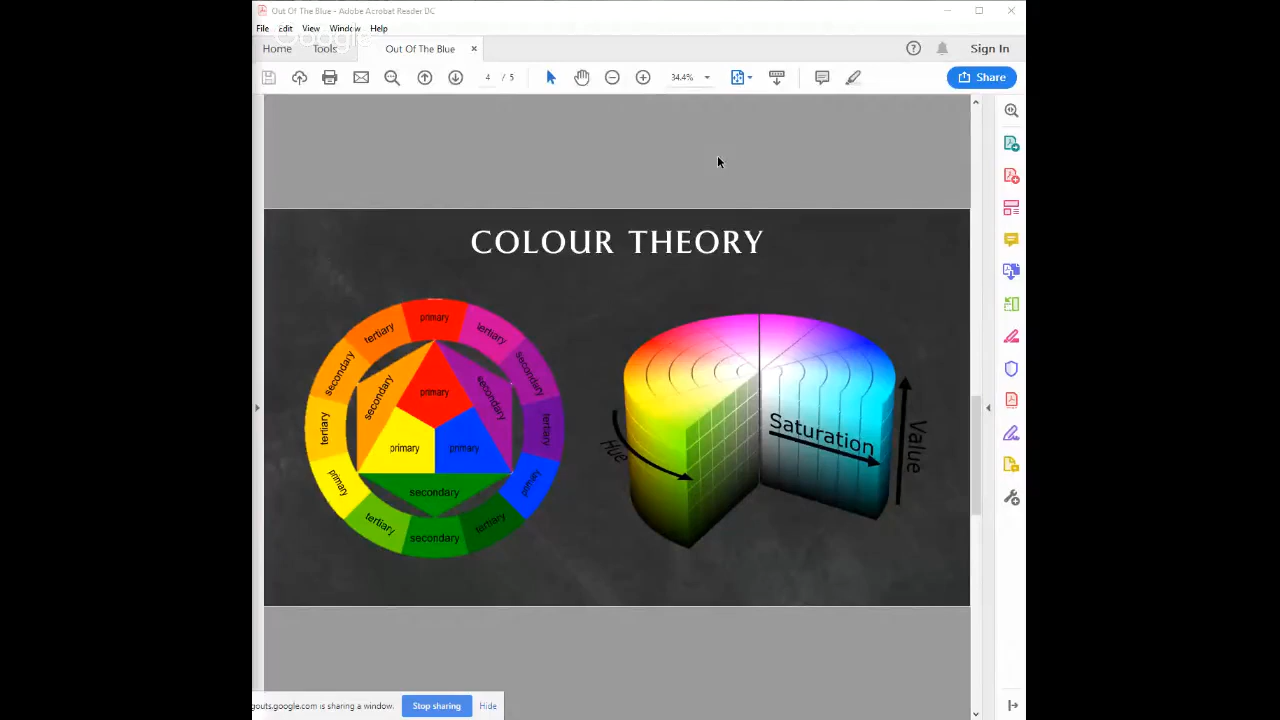 Out Of The Blue - Adobe Acrobat Reader DC
File Edit View Window Help
Google
Home Tools Out Of The Blue × Sign In
4 / 5 34.4% Share
COLOUR THEORY
primary
tertiary
secondary
tertiary
primary
tertiary
secondary
tertiary
primary
tertiary
secondary
tertiary
primary
secondary
secondary
primary
primary
secondary
Hue
Saturation
Value
gouts.google.com is sharing a window. Stop sharing Hide